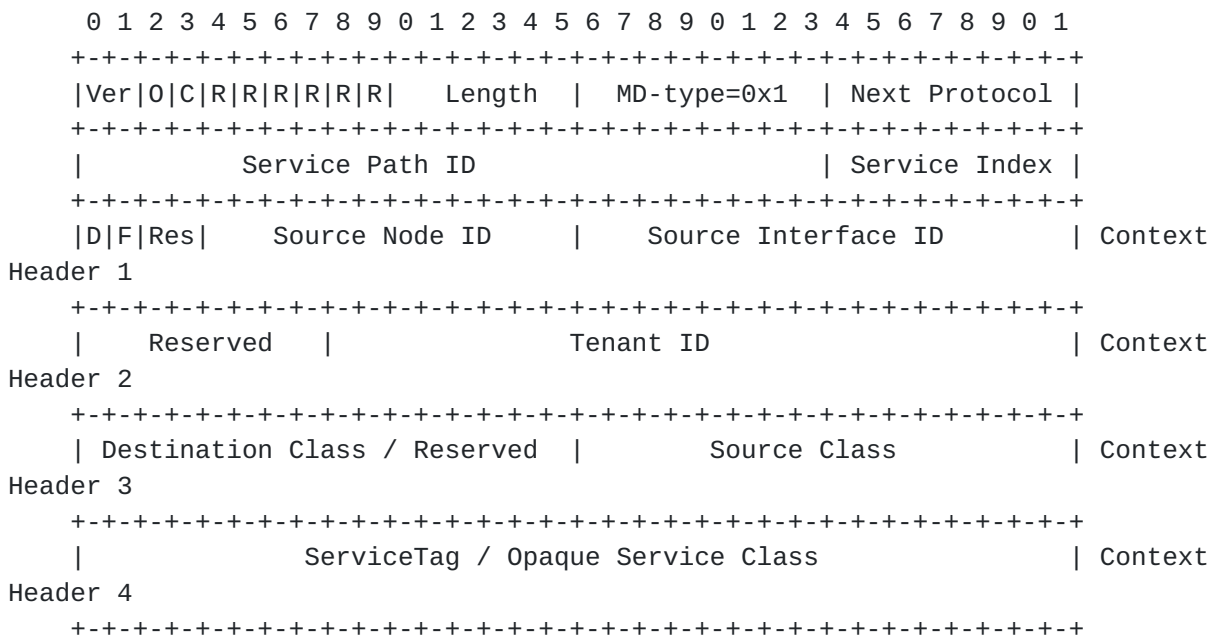 0 1 2 3 4 5 6 7 8 9 0 1 2 3 4 5 6 7 8 9 0 1 2 3 4 5 6 7 8 9 0 1
+-+-+-+-+-+-+-+-+-+-+-+-+-+-+-+-+-+-+-+-+-+-+-+-+-+-+-+-+-+-+-+-+
|Ver|O|C|R|R|R|R|R|R|   Length  |  MD-type=0x1  | Next Protocol |
+-+-+-+-+-+-+-+-+-+-+-+-+-+-+-+-+-+-+-+-+-+-+-+-+-+-+-+-+-+-+-+-+
|          Service Path ID                      | Service Index |
+-+-+-+-+-+-+-+-+-+-+-+-+-+-+-+-+-+-+-+-+-+-+-+-+-+-+-+-+-+-+-+-+
|D|F|Res|    Source Node ID     |    Source Interface ID        | Context
Header 1
+-+-+-+-+-+-+-+-+-+-+-+-+-+-+-+-+-+-+-+-+-+-+-+-+-+-+-+-+-+-+-+-+
|    Reserved   |               Tenant ID                       | Context
Header 2
+-+-+-+-+-+-+-+-+-+-+-+-+-+-+-+-+-+-+-+-+-+-+-+-+-+-+-+-+-+-+-+-+
| Destination Class / Reserved  |        Source Class           | Context
Header 3
+-+-+-+-+-+-+-+-+-+-+-+-+-+-+-+-+-+-+-+-+-+-+-+-+-+-+-+-+-+-+-+-+
|              ServiceTag / Opaque Service Class                | Context
Header 4
+-+-+-+-+-+-+-+-+-+-+-+-+-+-+-+-+-+-+-+-+-+-+-+-+-+-+-+-+-+-+-+-+